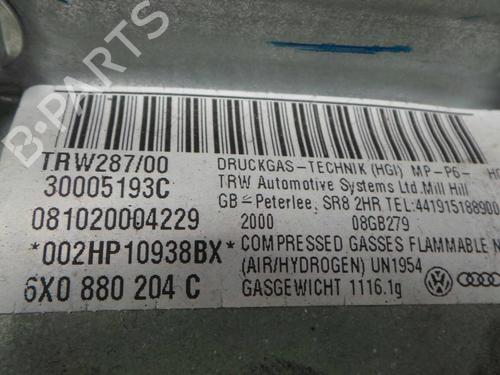 B-PARTS
TRW287/00 DRUCKGAS-TECHNIK (HGI) MP-P6-
30005193C TRW Automotive Systems Ltd. Mill Hill
GB-Peterlee, SR8 2HR TEL:441915188900
081020004229 2000 08GB279
*002HP10938BX* COMPRESSED GASSES FLAMMABLE N
(AIR/HYDROGEN) UN1954
6X0 880 204 C GASGEWICHT 1116.1g